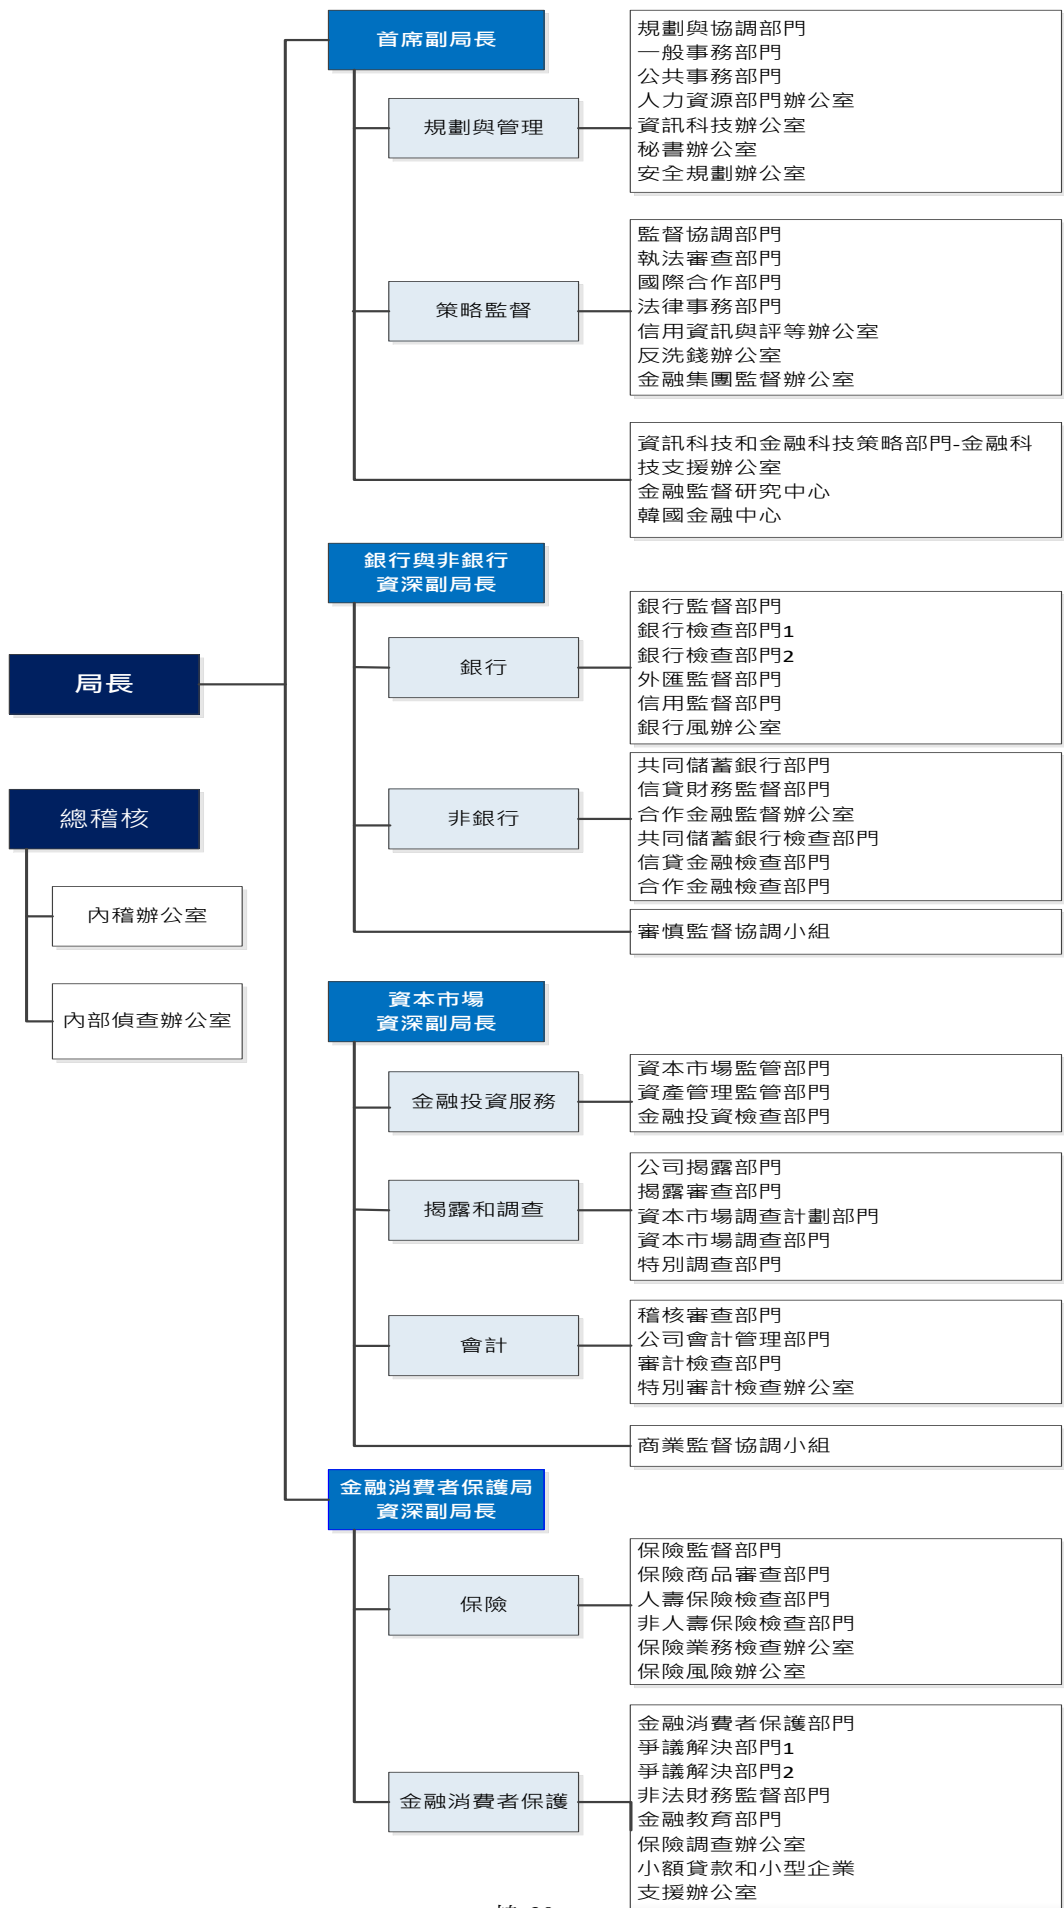 首席副局長
規劃與管理
規劃與協調部門
一般事務部門
公共事務部門
人力資源部門辦公室
資訊科技辦公室
秘書辦公室
安全規劃辦公室
策略監督
監督協調部門
執法審查部門
國際合作部門
法律事務部門
信用資訊與評等辦公室
反洗錢辦公室
金融集團監督辦公室
資訊科技和金融科技策略部門-金融科
技支援辦公室
金融監督研究中心
韓國金融中心
銀行與非銀行
資深副局長
銀行
銀行監督部門
銀行檢查部門1
銀行檢查部門2
外匯監督部門
信用監督部門
銀行風辦公室
非銀行
共同儲蓄銀行部門
信貸財務監督部門
合作金融監督辦公室
共同儲蓄銀行檢查部門
信貸金融檢查部門
合作金融檢查部門
審慎監督協調小組
局長
總稽核
內稽辦公室
內部偵查辦公室
資本市場
資深副局長
金融投資服務
資本市場監管部門
資產管理監管部門
金融投資檢查部門
揭露和調查
公司揭露部門
揭露審查部門
資本市場調查計劃部門
資本市場調查部門
特別調查部門
會計
稽核審查部門
公司會計管理部門
審計檢查部門
特別審計檢查辦公室
商業監督協調小組
金融消費者保護局
資深副局長
保險
保險監督部門
保險商品審查部門
人壽保險檢查部門
非人壽保險檢查部門
保險業務檢查辦公室
保險風險辦公室
金融消費者保護
金融消費者保護部門
爭議解決部門1
爭議解決部門2
非法財務監督部門
金融教育部門
保險調查辦公室
小額貸款和小型企業
支援辦公室